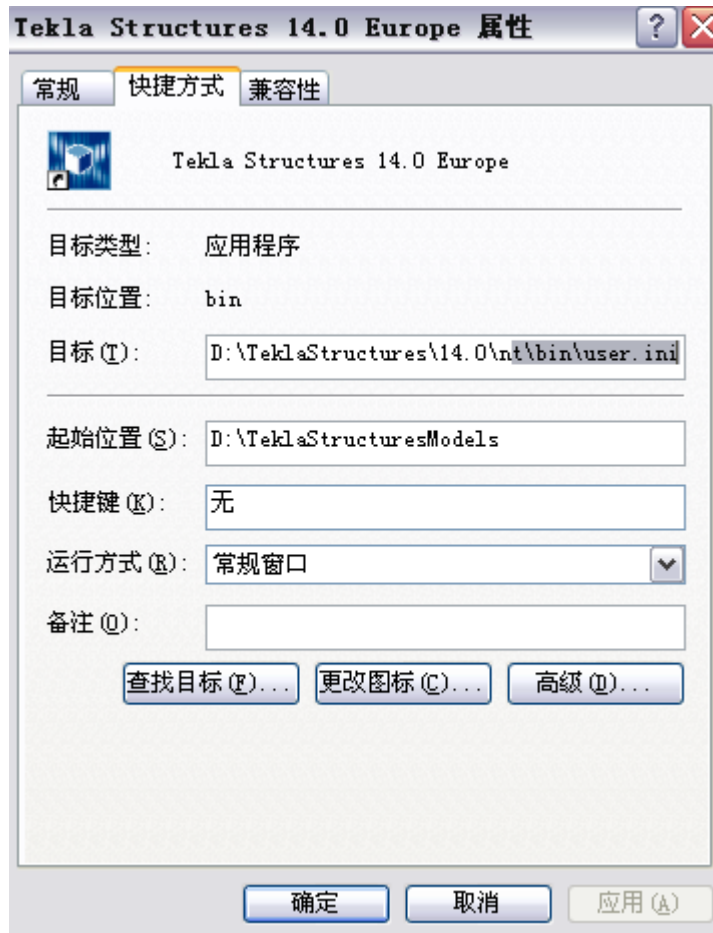 Tekla Structures 14.0 Europe 属性
常规 快捷方式 兼容性
Tekla Structures 14.0 Europe
目标类型: 应用程序
目标位置: bin
目标(T): D:\TeklaStructures\14.0\nt\bin\user.ini
起始位置(S): D:\TeklaStructuresModels
快捷键(K): 无
运行方式(R): 常规窗口
备注(O):
查找目标(F)... 更改图标(C)... 高级(D)...
确定 取消 应用(A)